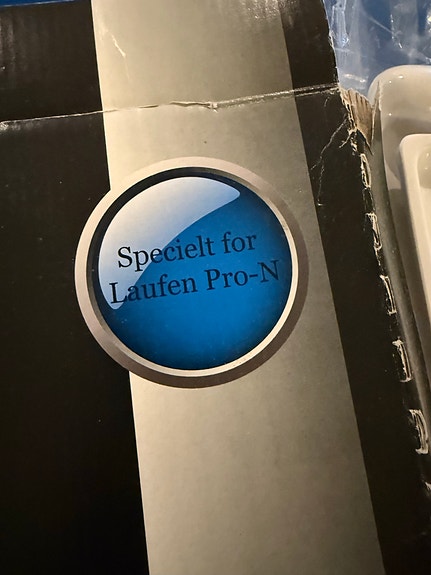 Specielt for
Laufen Pro-N